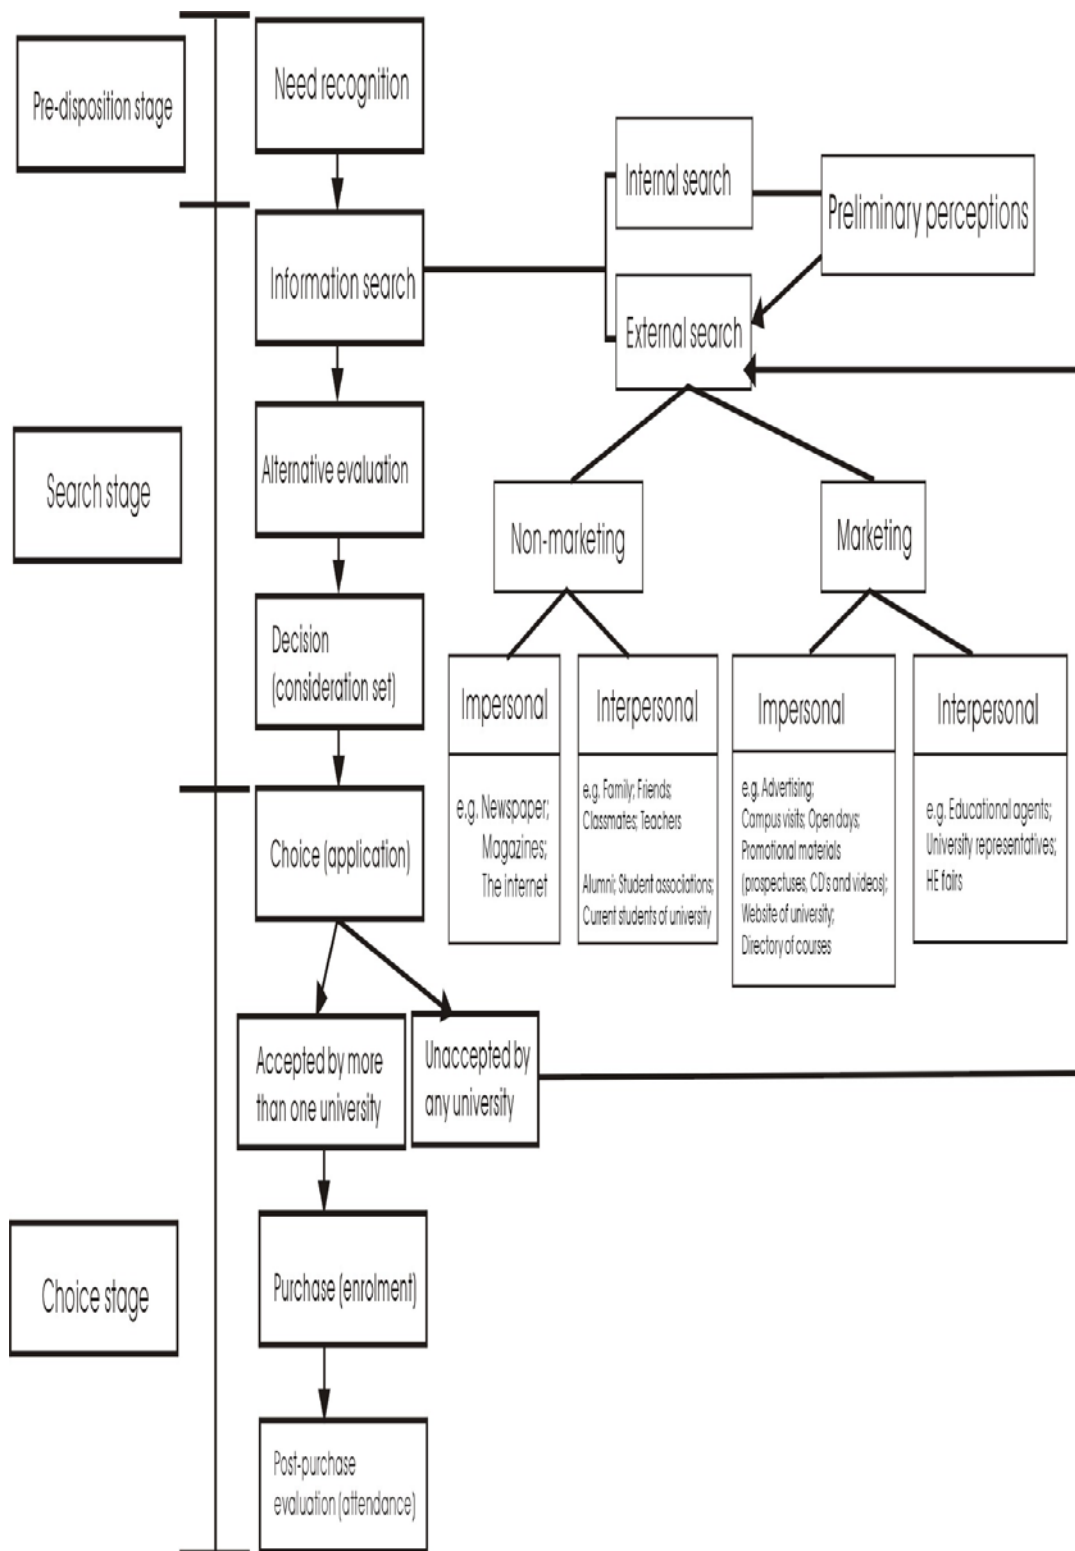 Pre-disposition stage
Need recognition
Information search
Internal search
Preliminary perceptions
External search
Search stage
Alternative evaluation
Non-marketing
Marketing
Decision
(consideration set)
Impersonal
e.g. Newspaper;
Magazines;
The internet
Interpersonal
e.g. Family; Friends;
Classmates; Teachers
Alumni; Student associations;
Current students of university
Impersonal
e.g. Advertising;
Campus visits; Open days;
Promotional materials
(prospectuses, CD's and videos);
Website of university;
Directory of courses
Interpersonal
e.g. Educational agents;
University representatives;
HE fairs
Choice (application)
Accepted by more
than one university
Unaccepted by
any university
Choice stage
Purchase (enrolment)
Post-purchase
evaluation (attendance)